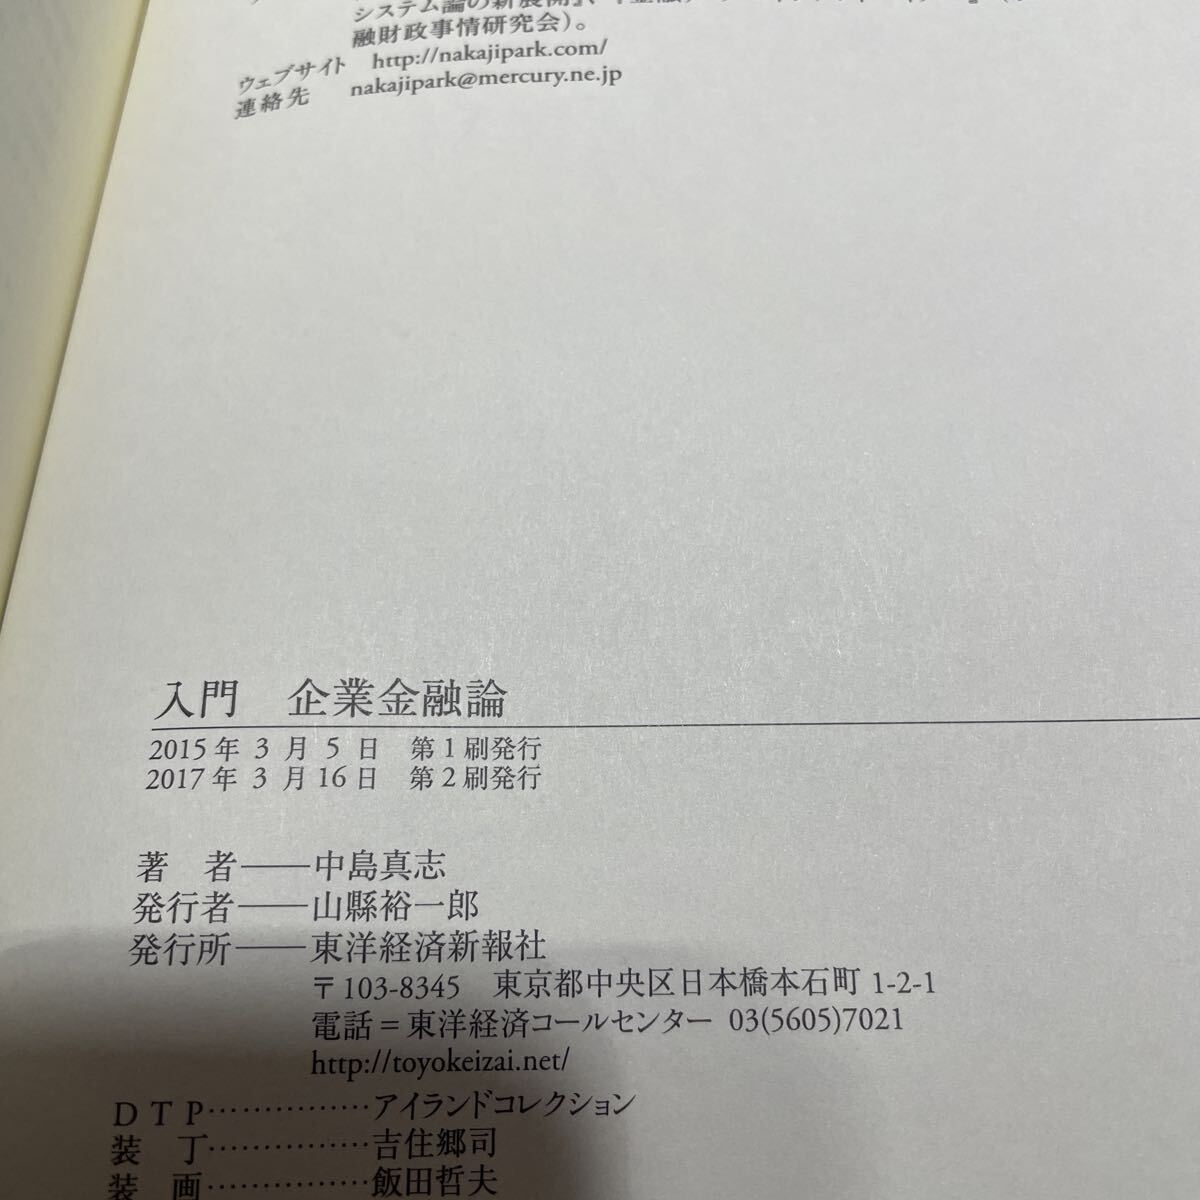 システム論の新展開』、
融財政事情研究会)。
ウェブサイト http://nakajipark.com/
連絡先 nakajipark@mercury.ne.jp
入門 企業金融論
2015年 3 月 5 日 第1刷発行
2017年 3 月16日 第2刷発行
著 者——中島真志
発行者——山縣裕一郎
発行所——東洋経済新報社
〒103-8345 東京都中央区日本橋本石町 1-2-1
電話＝東洋経済コールセンター 03(5605)7021
http://toyokeizai.net/
D T P……………アイランドコレクション
装 丁……………吉住郷司
装 画……………飯田哲夫